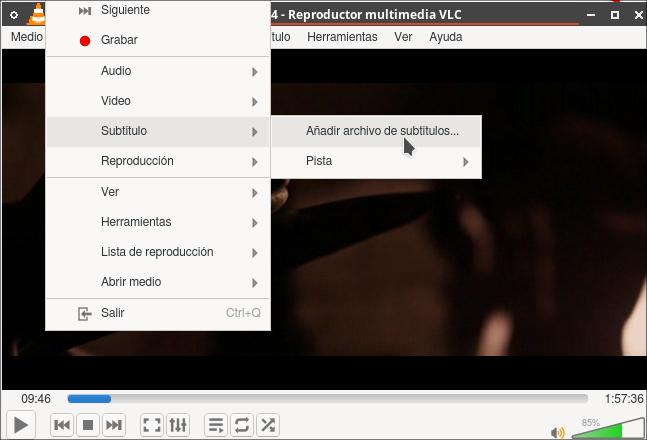 4 - Reproductor multimedia VLC
Medio
tulo
Herramientas
Ver
Ayuda
Siguiente
Grabar
Audio
Video
Subtítulo
Añadir archivo de subtitulos...
Reproducción
Pista
Ver
Herramientas
Lista de reproducción
Abrir medio
Salir
Ctrl+Q
09:46
1:57:36
85%